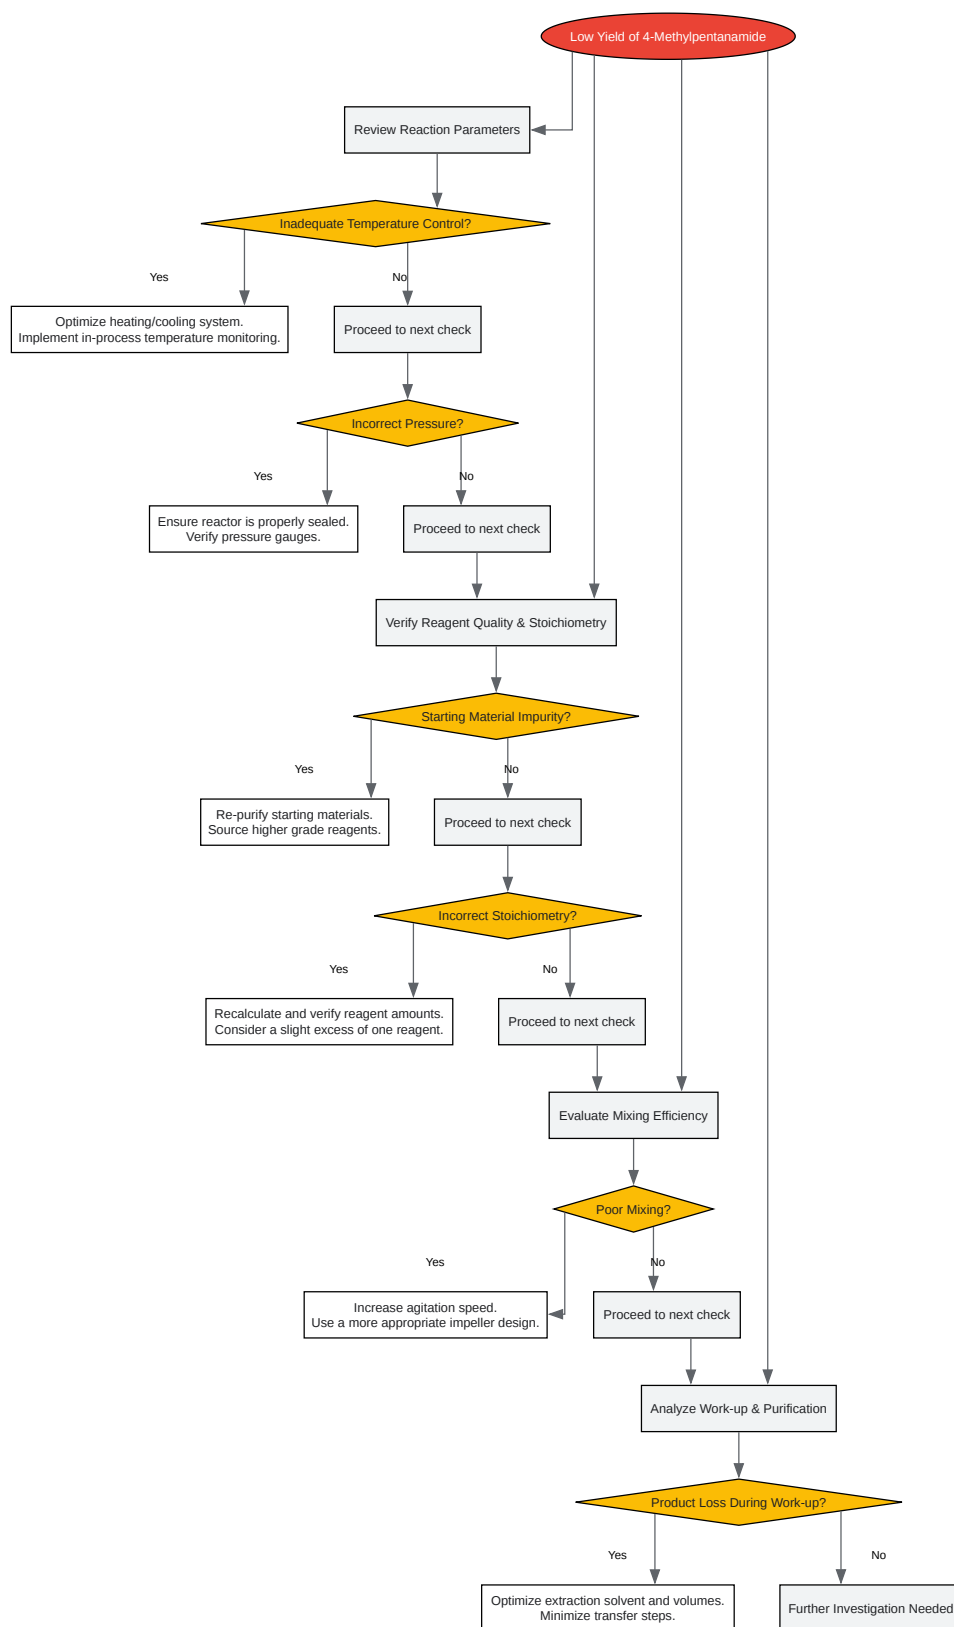 Low Yield of 4-Methylpentanamide
Review Reaction Parameters
Inadequate Temperature Control?
Yes
No
Optimize heating/cooling system.
Implement in-process temperature monitoring.
Proceed to next check
Incorrect Pressure?
Yes
No
Ensure reactor is properly sealed.
Verify pressure gauges.
Proceed to next check
Verify Reagent Quality & Stoichiometry
Starting Material Impurity?
Yes
No
Re-purify starting materials.
Source higher grade reagents.
Proceed to next check
Incorrect Stoichiometry?
Yes
No
Recalculate and verify reagent amounts.
Consider a slight excess of one reagent.
Proceed to next check
Evaluate Mixing Efficiency
Poor Mixing?
Yes
No
Increase agitation speed.
Use a more appropriate impeller design.
Proceed to next check
Analyze Work-up & Purification
Product Loss During Work-up?
Yes
No
Optimize extraction solvent and volumes.
Minimize transfer steps.
Further Investigation Needed